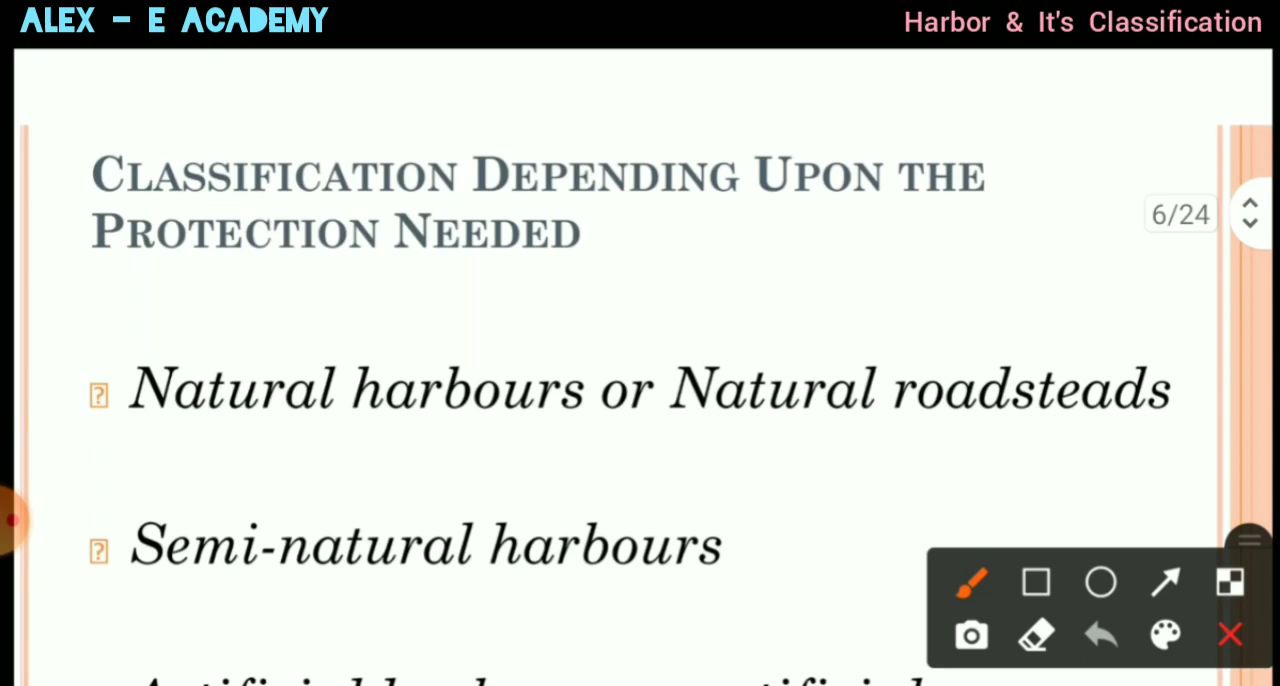 ALEX - E ACADEMY
Harbor & It's Classification
CLASSIFICATION DEPENDING UPON THE
PROTECTION NEEDED
6/24
Natural harbours or Natural roadsteads
Semi-natural harbours